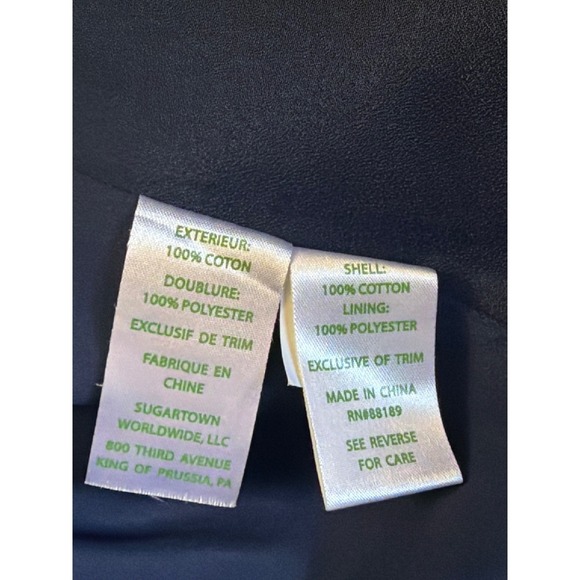 EXTERIEUR:
100% COTON
DOUBLURE:
100% POLYESTER
EXCLUSIF DE TRIM
FABRIQUE EN
CHINE
SUGARTOWN
WORLDWIDE, LLC
800 THIRD AVENUE
KING OF PRUSSIA, PA
SHELL:
100% COTTON
LINING:
100% POLYESTER
EXCLUSIVE OF TRIM
MADE IN CHINA
RN#88189
SEE REVERSE
FOR CARE